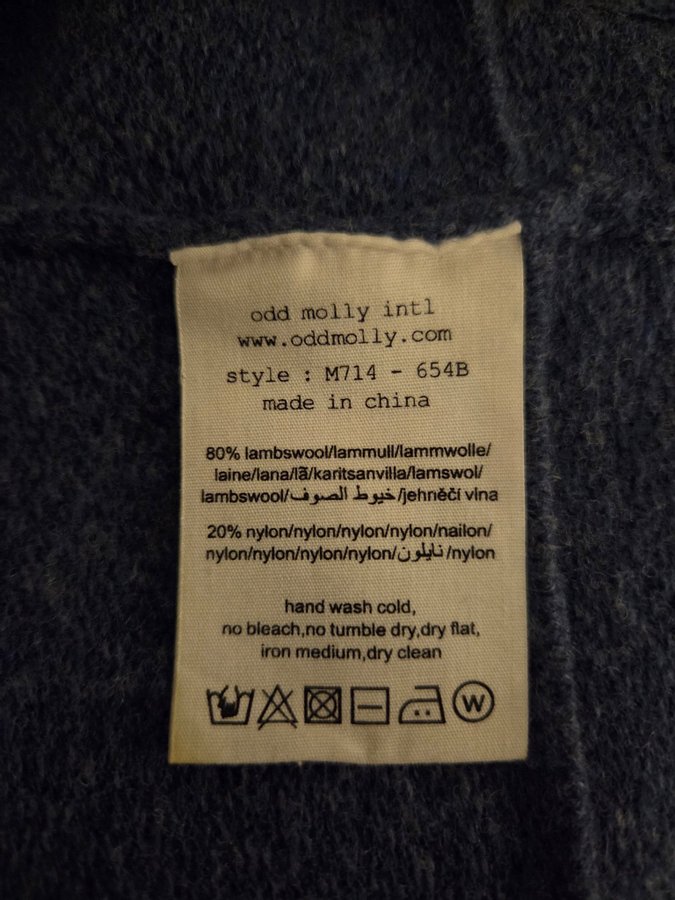 odd molly intl
www.oddmolly.com
style : M714 - 654B
made in china
80% lambswool/lammull/lammwolle/
laine/lana/lã/karitsanvilla/lamswol/
lambswool/خيوط الصوف/jehněčí vlna
20% nylon/nylon/nylon/nylon/nailon/
nylon/nylon/nylon/nylon/نايلون/nylon
hand wash cold,
no bleach,no tumble dry,dry flat,
iron medium,dry clean
W